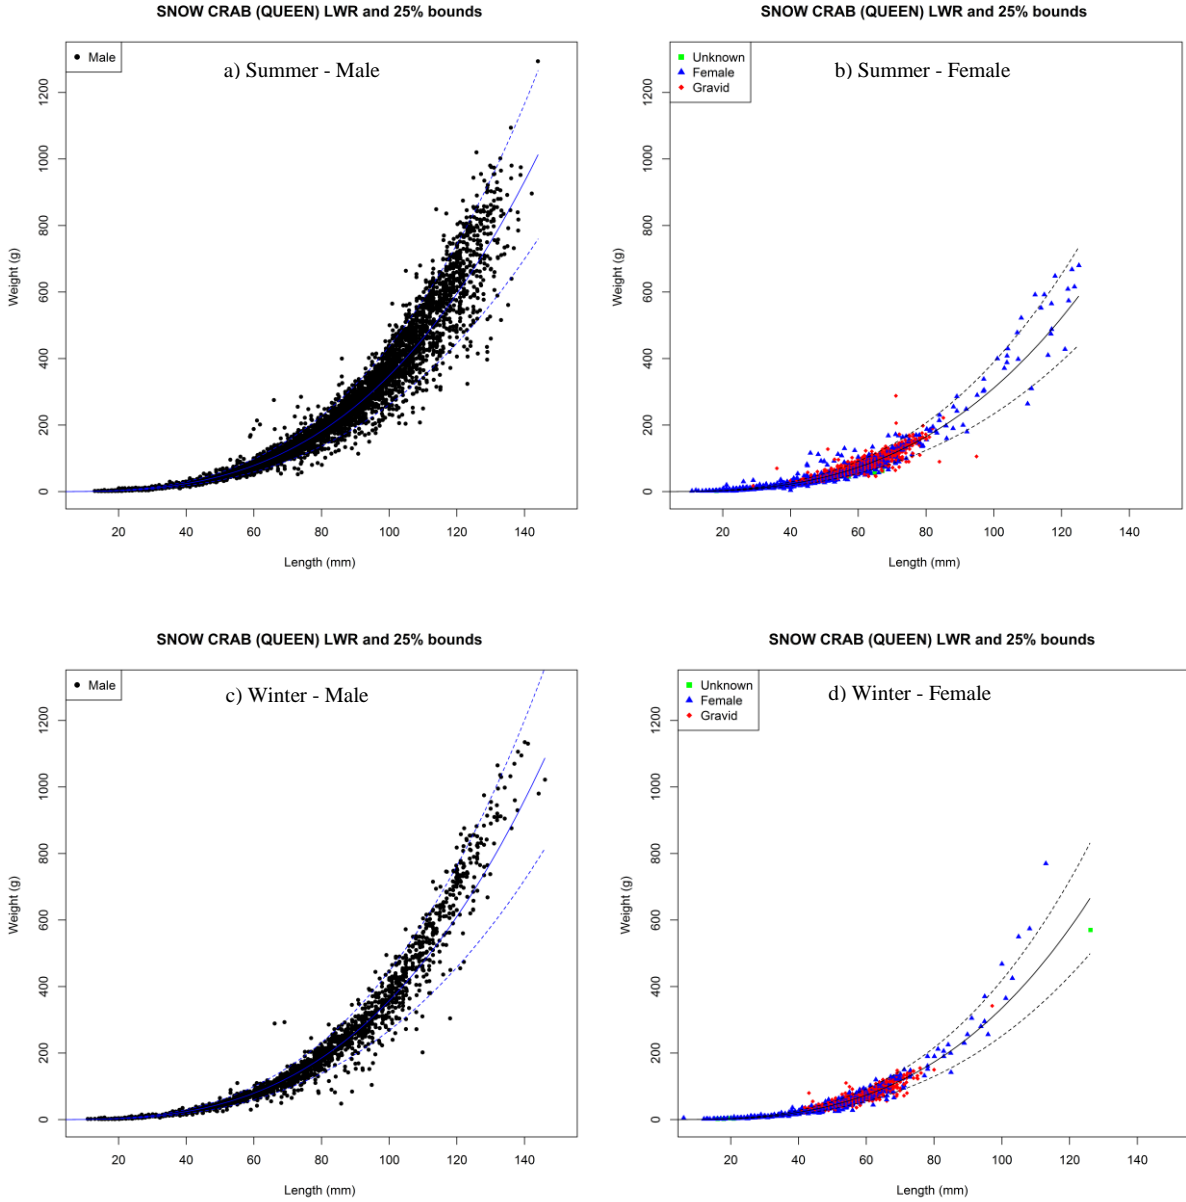 SNOW CRAB (QUEEN) LWR and 25% bounds
Male
a) Summer - Male
Weight (g)
0 200 400 600 800 1000 1200
20 40 60 80 100 120 140
Length (mm)
SNOW CRAB (QUEEN) LWR and 25% bounds
Unknown
Female
Gravid
b) Summer - Female
Weight (g)
0 200 400 600 800 1000 1200
20 40 60 80 100 120 140
Length (mm)
SNOW CRAB (QUEEN) LWR and 25% bounds
Male
c) Winter - Male
Weight (g)
0 200 400 600 800 1000 1200
20 40 60 80 100 120 140
Length (mm)
SNOW CRAB (QUEEN) LWR and 25% bounds
Unknown
Female
Gravid
d) Winter - Female
Weight (g)
0 200 400 600 800 1000 1200
20 40 60 80 100 120 140
Length (mm)